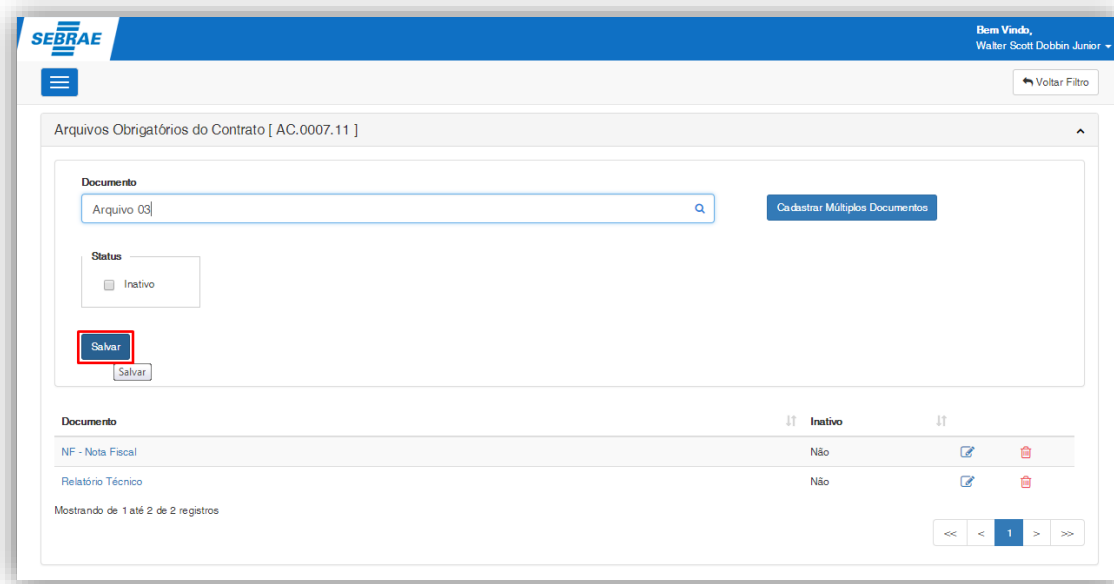 SEBRAE
Bem Vindo,
Walter Scott Dobbin Junior
Voltar Filtro
Arquivos Obrigatórios do Contrato [ AC.0007.11 ]
Documento
Arquivo 03
Cadastrar Múltiplos Documentos
Status
Inativo
Salvar
Salvar
Documento Inativo
NF - Nota Fiscal Não
Relatório Técnico Não
Mostrando de 1 até 2 de 2 registros
<< < 1 > >>